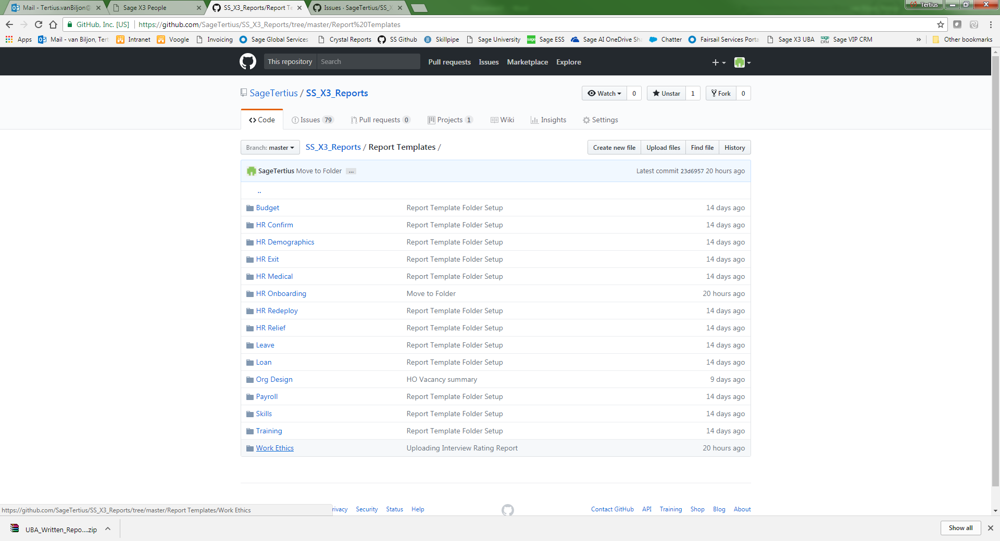 Mail - Tertius.vanBiljon@
Sage X3 People
SS_X3_Reports/Report Te
Issues · SageTertius/SS_X
Tertius
GitHub, Inc. [US]
https://github.com/SageTertius/SS_X3_Reports/tree/master/Report%20Templates
Apps
Mail - van Biljon, Tert
Intranet
Voogle
Invoicing
Sage Global Services
Crystal Reports
SS Github
Skillpipe
Sage University
Sage ESS
Sage AI OneDrive Sha
Chatter
Fairsail Services Porta
Sage X3 UBA
Sage VIP CRM
»
Other bookmarks
This repository
Search
Pull requests
Issues
Marketplace
Explore
SageTertius / SS_X3_Reports
Watch 0
Unstar 1
Fork 0
Code
Issues 79
Pull requests 0
Projects 1
Wiki
Insights
Settings
Branch: master
SS_X3_Reports / Report Templates /
Create new file
Upload files
Find file
History
SageTertius Move to Folder ...
Latest commit 23d6957 20 hours ago
..
Budget Report Template Folder Setup 14 days ago
HR Confirm Report Template Folder Setup 14 days ago
HR Demographics Report Template Folder Setup 14 days ago
HR Exit Report Template Folder Setup 14 days ago
HR Medical Report Template Folder Setup 14 days ago
HR Onboarding Move to Folder 20 hours ago
HR Redeploy Report Template Folder Setup 14 days ago
HR Relief Report Template Folder Setup 14 days ago
Leave Report Template Folder Setup 14 days ago
Loan Report Template Folder Setup 14 days ago
Org Design HO Vacancy summary 9 days ago
Payroll Report Template Folder Setup 14 days ago
Skills Report Template Folder Setup 14 days ago
Training Report Template Folder Setup 14 days ago
Work Ethics Uploading Interview Rating Report 20 hours ago
rivacy
Security
Status
Help
Contact GitHub
API
Training
Shop
Blog
About
https://github.com/SageTertius/SS_X3_Reports/tree/master/Report Templates/Work Ethics
UBA_Written_Repo....zip
Show all